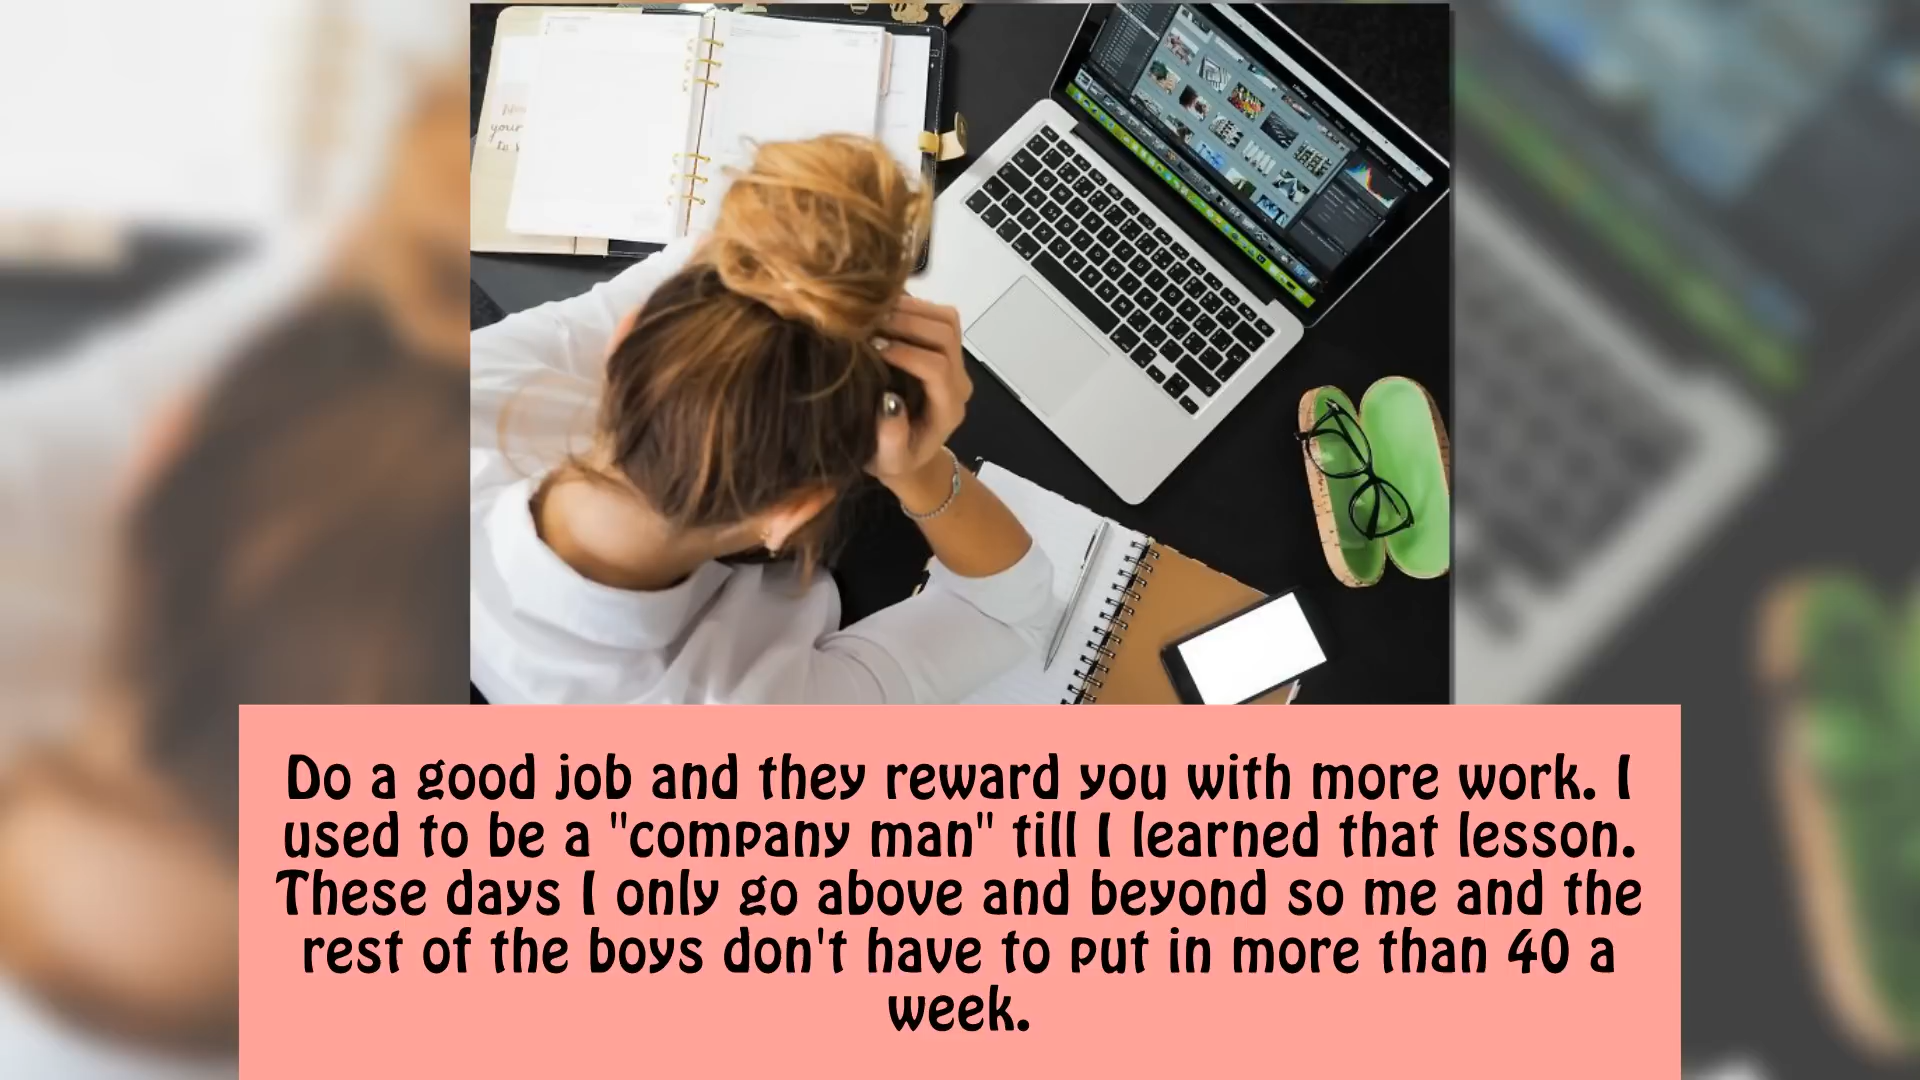 Do a good job and they reward you with more work. I
used to be a "company man" till I learned that lesson.
These days I only go above and beyond so me and the
rest of the boys don't have to put in more than 40 a
week.